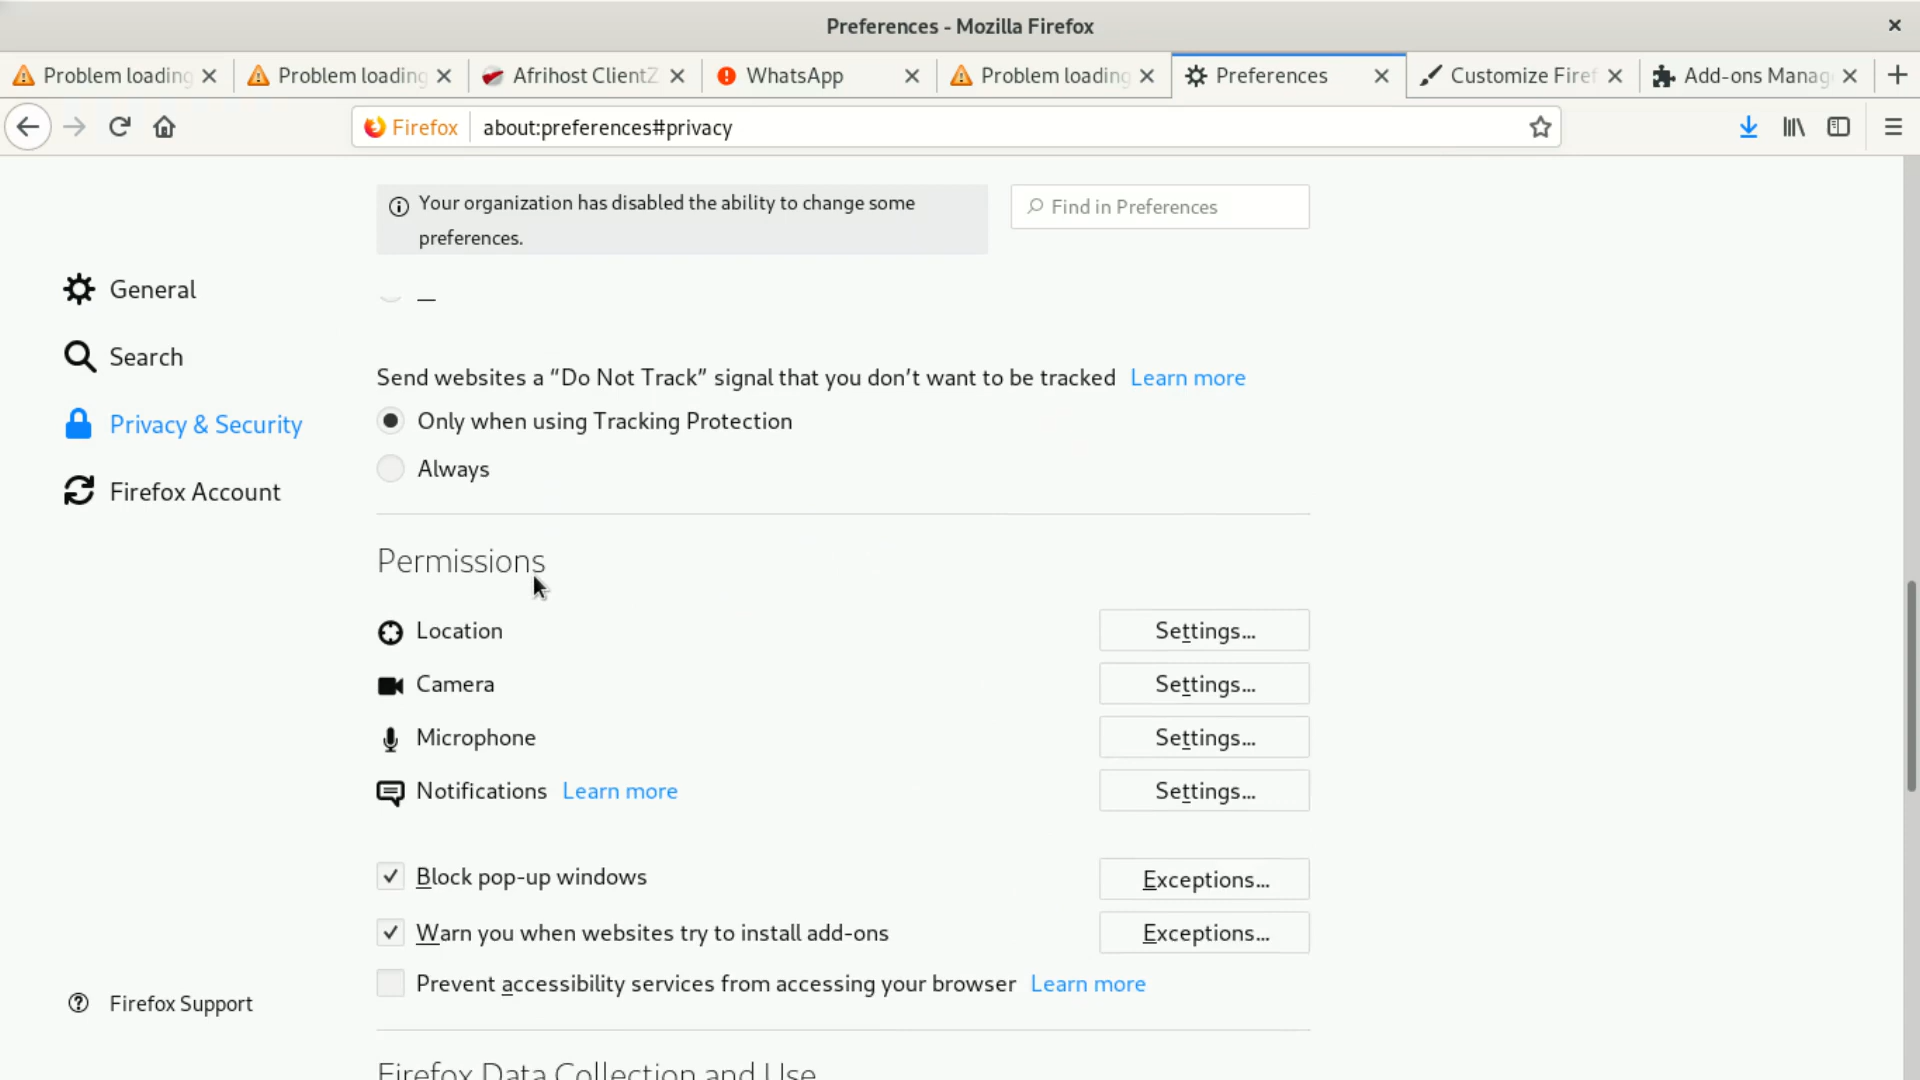 Preferences - Mozilla Firefox
Problem loading
Problem loading
Afrihost ClientZ
WhatsApp
Problem loading
Preferences
Customize Firef
Add-ons Manag
Firefox
about:preferences#privacy
Your organization has disabled the ability to change some
preferences.
Find in Preferences
General
Search
Privacy & Security
Firefox Account
Send websites a “Do Not Track” signal that you don’t want to be tracked Learn more
Only when using Tracking Protection
Always
Permissions
Location Settings...
Camera Settings...
Microphone Settings...
Notifications Learn more Settings...
Block pop-up windows Exceptions...
Warn you when websites try to install add-ons Exceptions...
Prevent accessibility services from accessing your browser Learn more
Firefox Support
Firefox Data Collection and Use